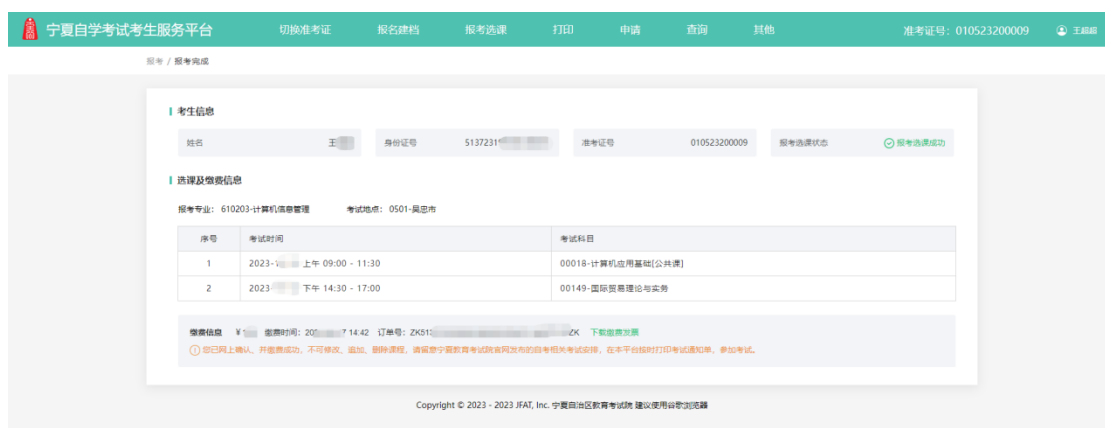 宁夏自学考试考生服务平台 切换准考证 报名建档 报考选课 打印 申请 查询 其他 准考证号：010523200009 王超超
报考 / 报考完成
考生信息
姓名 王 身份证号 5137231 准考证号 010523200009 报考选课状态 报考选课成功
选课及缴费信息
报考专业：610203-计算机信息管理 考试地点：0501-吴忠市
序号 考试时间 考试科目
1 2023- 上午 09:00 - 11:30 00018-计算机应用基础[公共课]
2 2023- 下午 14:30 - 17:00 00149-国际贸易理论与实务
缴费信息 ¥ 缴费时间：20 7 14:42 订单号：ZK513 ZK 下载缴费发票
您已网上确认、并缴费成功，不可修改、追加、删除课程，请留意宁夏教育考试院官网发布的自考相关考试安排，在本平台按时打印考试通知单，参加考试。
Copyright © 2023 - 2023 JFAT, Inc. 宁夏自治区教育考试院 建议使用谷歌浏览器